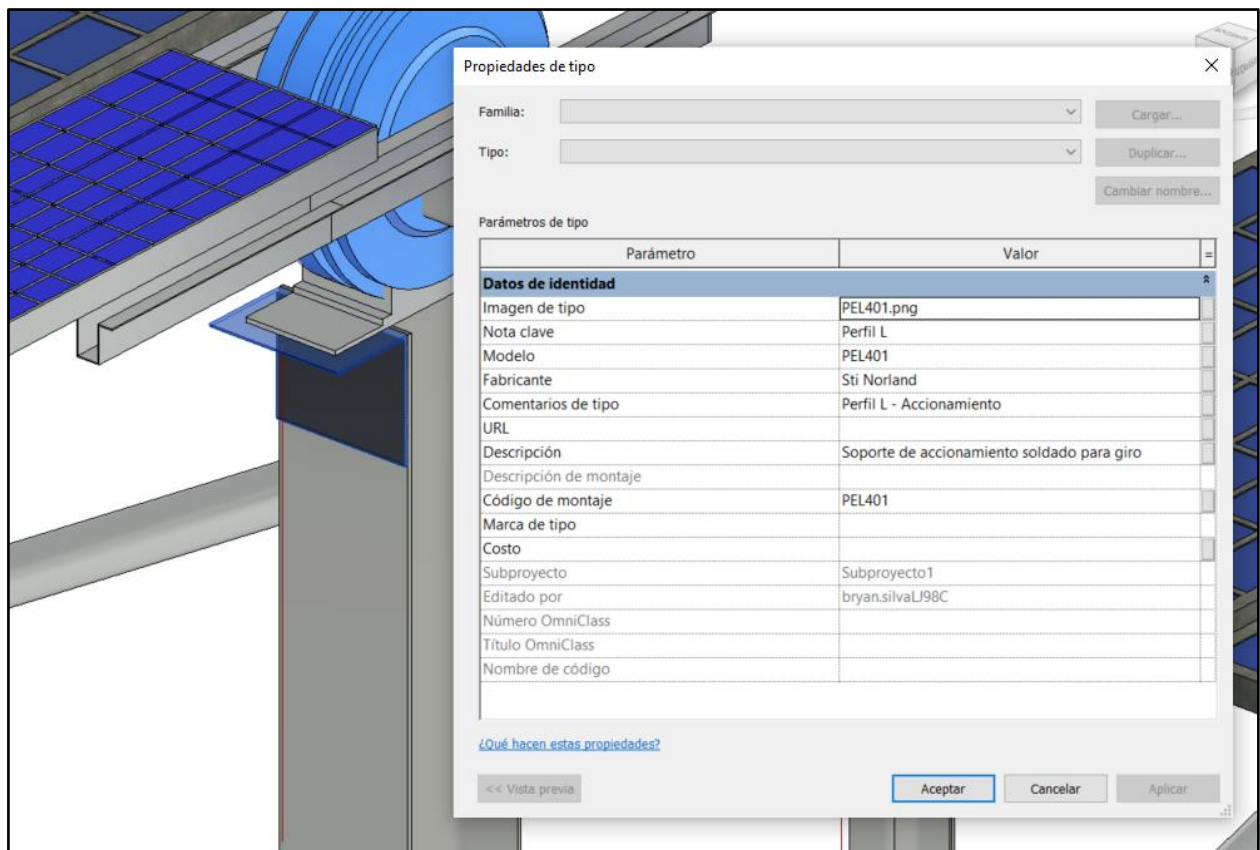 Propiedades de tipo
Familia:
Cargar...
Tipo:
Duplicar...
Cambiar nombre...
Parámetros de tipo
Parámetro Valor =
Datos de identidad
Imagen de tipo PEL401.png
Nota clave Perfil L
Modelo PEL401
Fabricante Sti Norland
Comentarios de tipo Perfil L - Accionamiento
URL
Descripción Soporte de accionamiento soldado para giro
Descripción de montaje
Código de montaje PEL401
Marca de tipo
Costo
Subproyecto Subproyecto1
Editado por bryan.silvaLJ98C
Número OmniClass
Título OmniClass
Nombre de código
¿Qué hacen estas propiedades?
<< Vista previa Aceptar Cancelar Aplicar